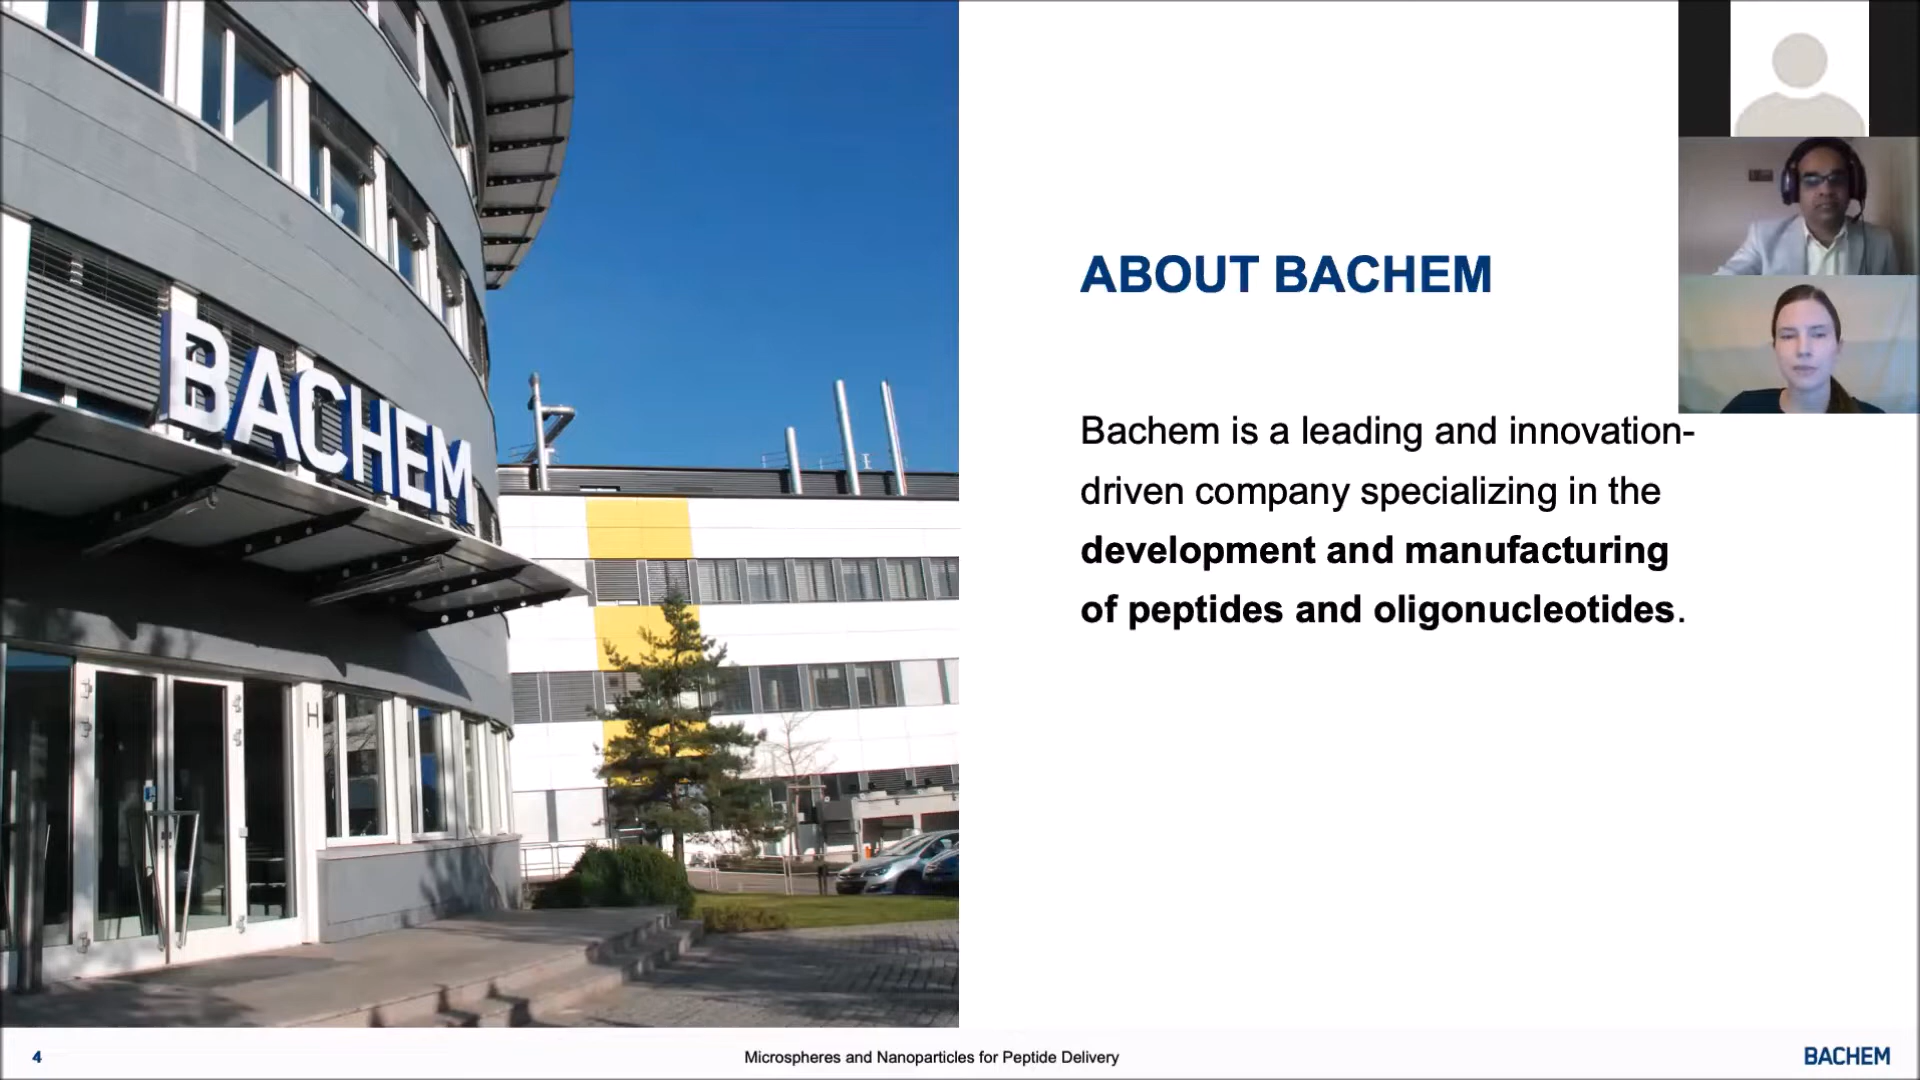 BACHEM
H
ABOUT BACHEM
Bachem is a leading and innovation-
driven company specializing in the
development and manufacturing
of peptides and oligonucleotides.
4
Microspheres and Nanoparticles for Peptide Delivery
BACHEM